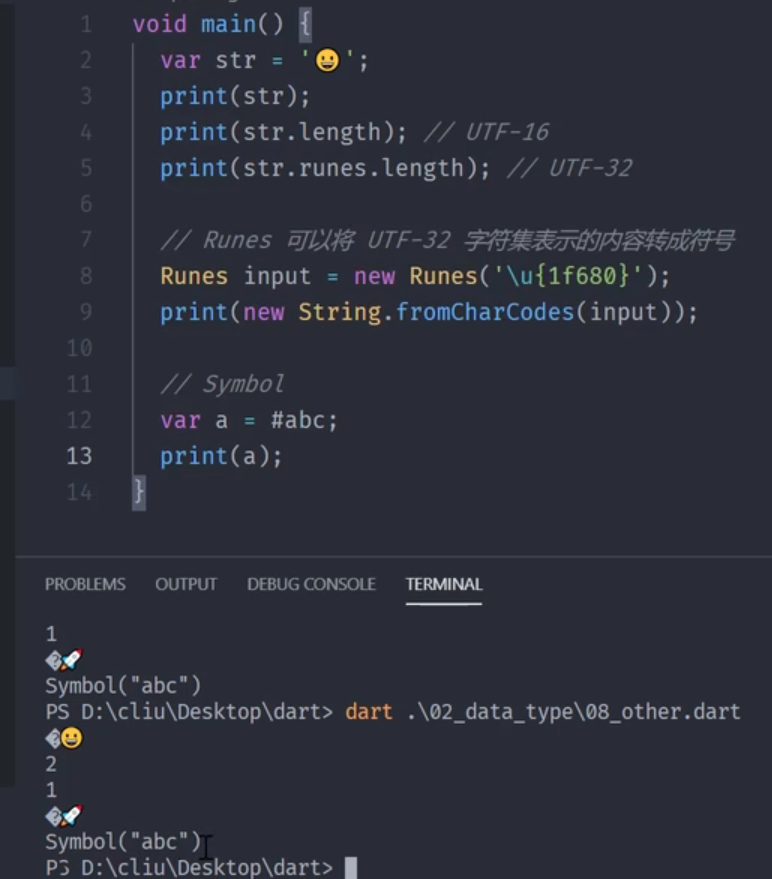 1 void main() {
2 var str = '😀';
3 print(str);
4 print(str.length); // UTF-16
5 print(str.runes.length); // UTF-32
6
7 // Runes 可以将 UTF-32 字符集表示的内容转成符号
8 Runes input = new Runes('\u{1f680}');
9 print(new String.fromCharCodes(input));
10
11 // Symbol
12 var a = #abc;
13 print(a);
14 }
PROBLEMS OUTPUT DEBUG CONSOLE TERMINAL
1
�🚀
Symbol("abc")
PS D:\cliu\Desktop\dart> dart .\02_data_type\08_other.dart
�😀
2
1
�🚀
Symbol("abc")
PS D:\cliu\Desktop\dart>